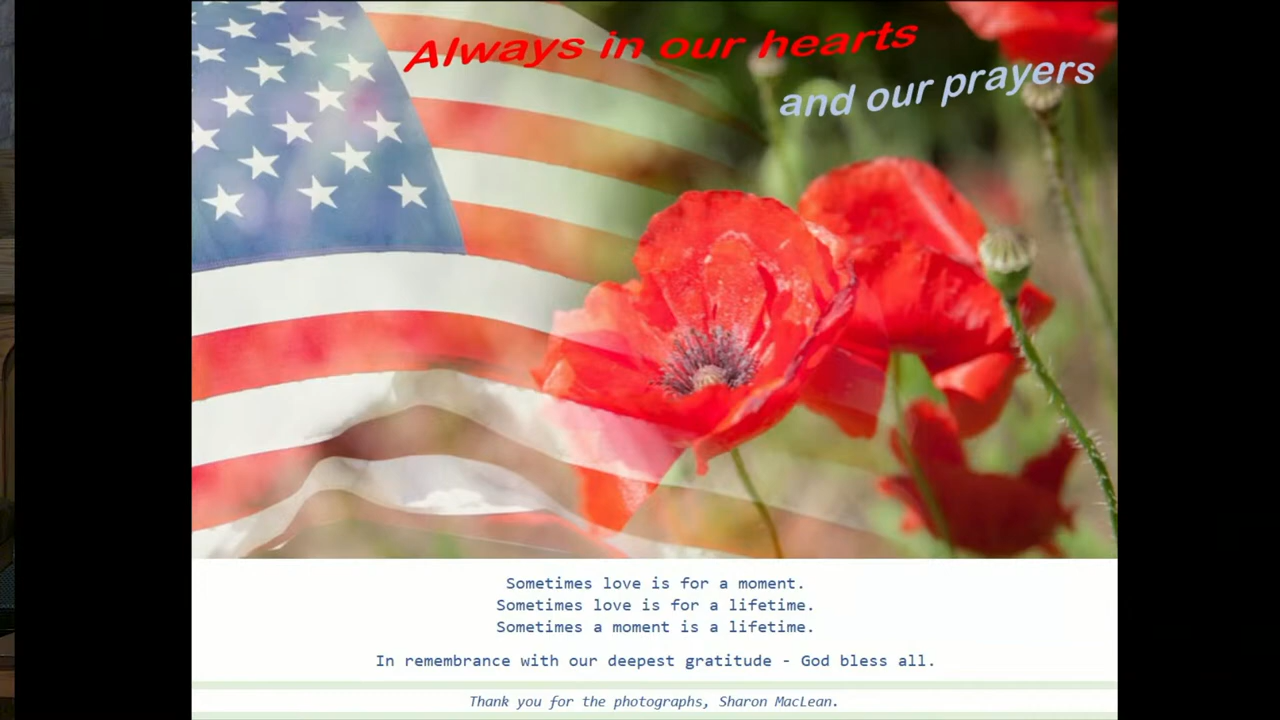 Always in our hearts
and our prayers
Sometimes love is for a moment.
Sometimes love is for a lifetime.
Sometimes a moment is a lifetime.
In remembrance with our deepest gratitude - God bless all.
Thank you for the photographs, Sharon MacLean.